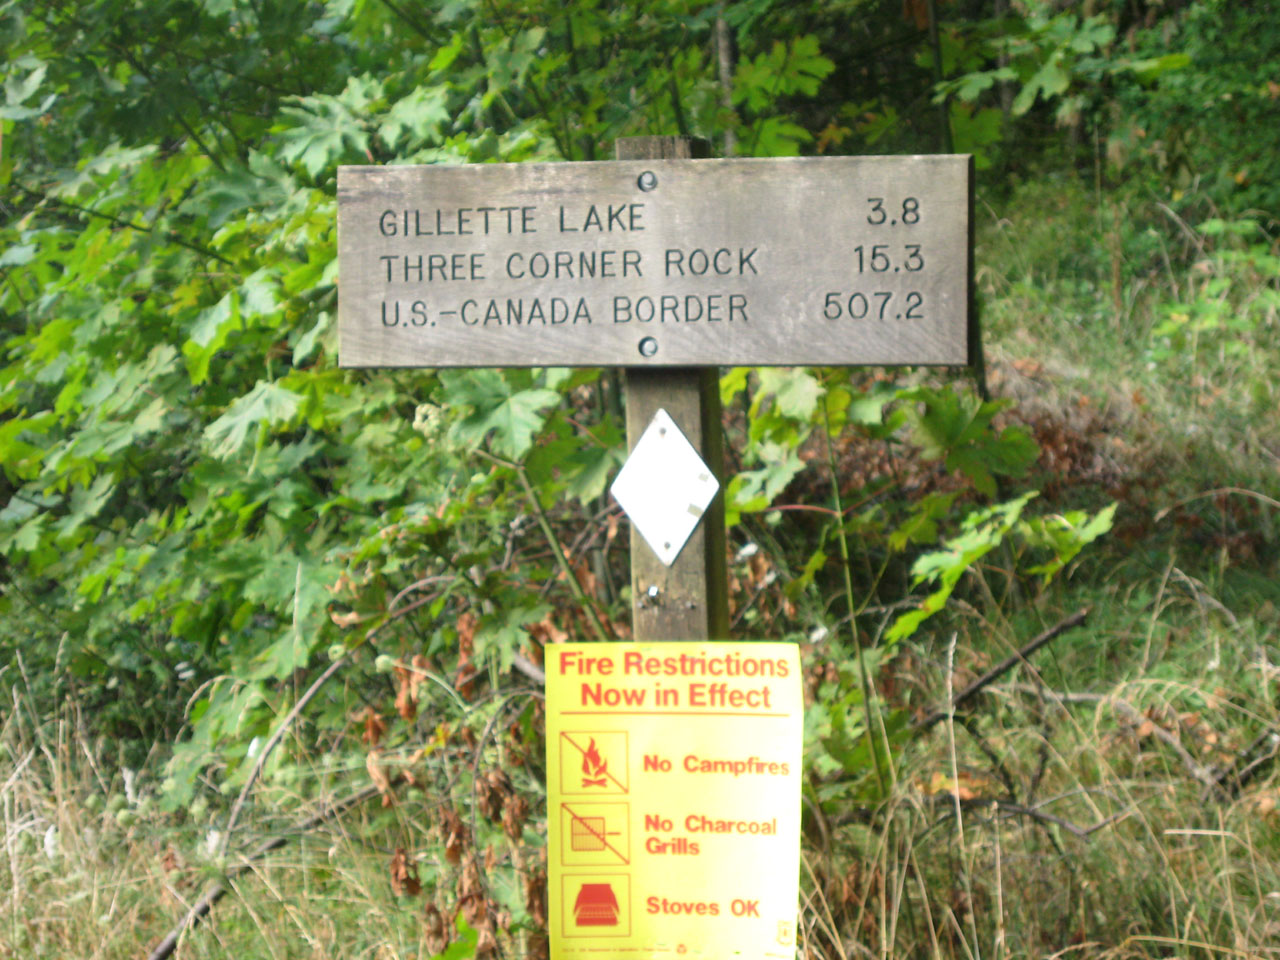 GILLETTE LAKE 3.8
THREE CORNER ROCK 15.3
U.S.-CANADA BORDER 507.2
Fire Restrictions
Now in Effect
No Campfires
No Charcoal
Grills
Stoves OK